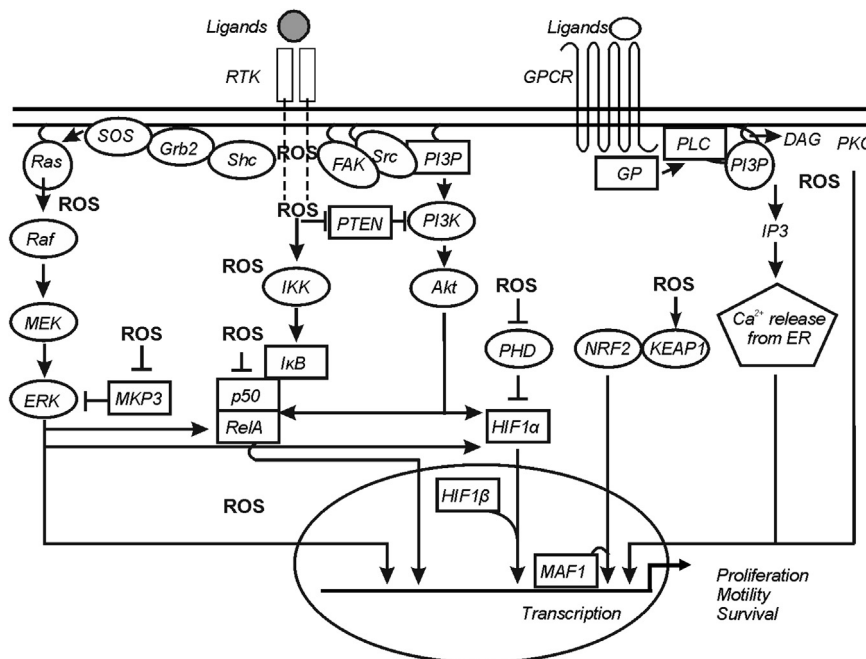 Ligands
Ligands
RTK
GPCR
SOS
Grb2
Shc
ROS
FAK
Src
PI3P
PLC
DAG
PKC
Ras
GP
PI3P
ROS
ROS
ROS
PTEN
PI3K
IP3
Raf
ROS
IKK
Akt
ROS
ROS
Ca²⁺ release
from ER
MEK
ROS
ROS
IκB
PHD
NRF2
KEAP1
ERK
MKP3
p50
RelA
HIF1α
ROS
HIF1β
MAF1
Transcription
Proliferation
Motility
Survival